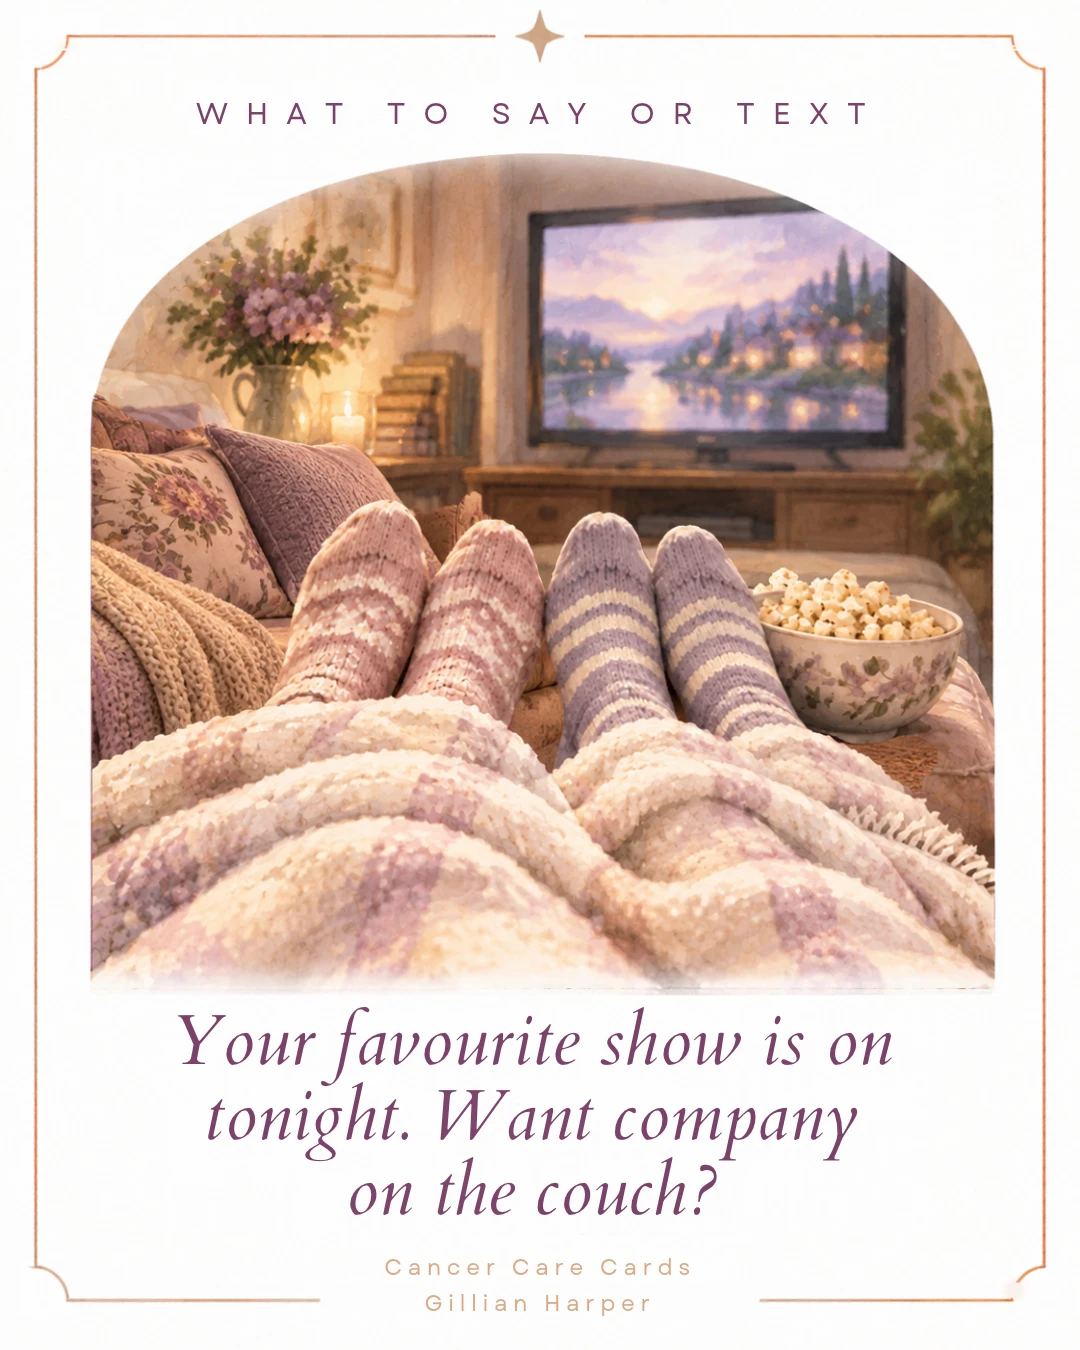 WHAT TO SAY OR TEXT
Your favourite show is on
tonight. Want company
on the couch?
Cancer Care Cards
Gillian Harper